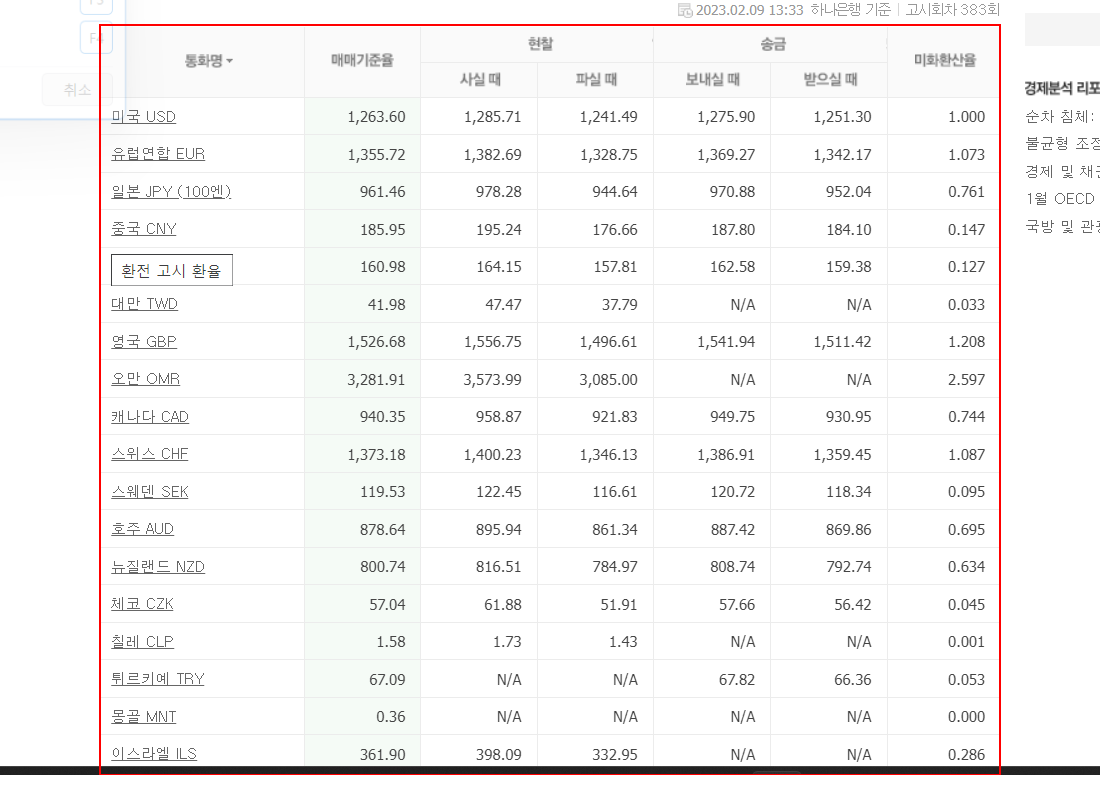 F4
취소
2023.02.09 13:33 하나은행 기준 고시회차 383회
통화명 매매기준율 현찰 송금 미화환산율
사실 때 파실 때 보내실 때 받으실 때
미국 USD 1,263.60 1,285.71 1,241.49 1,275.90 1,251.30 1.000
유럽연합 EUR 1,355.72 1,382.69 1,328.75 1,369.27 1,342.17 1.073
일본 JPY (100엔) 961.46 978.28 944.64 970.88 952.04 0.761
중국 CNY 185.95 195.24 176.66 187.80 184.10 0.147
환전 고시 환율 160.98 164.15 157.81 162.58 159.38 0.127
대만 TWD 41.98 47.47 37.79 N/A N/A 0.033
영국 GBP 1,526.68 1,556.75 1,496.61 1,541.94 1,511.42 1.208
오만 OMR 3,281.91 3,573.99 3,085.00 N/A N/A 2.597
캐나다 CAD 940.35 958.87 921.83 949.75 930.95 0.744
스위스 CHF 1,373.18 1,400.23 1,346.13 1,386.91 1,359.45 1.087
스웨덴 SEK 119.53 122.45 116.61 120.72 118.34 0.095
호주 AUD 878.64 895.94 861.34 887.42 869.86 0.695
뉴질랜드 NZD 800.74 816.51 784.97 808.74 792.74 0.634
체코 CZK 57.04 61.88 51.91 57.66 56.42 0.045
칠레 CLP 1.58 1.73 1.43 N/A N/A 0.001
튀르키예 TRY 67.09 N/A N/A 67.82 66.36 0.053
몽골 MNT 0.36 N/A N/A N/A N/A 0.000
이스라엘 ILS 361.90 398.09 332.95 N/A N/A 0.286
경제분석 리포
순차 침체:
불균형 조정
경제 및 채
1월 OECD
국방 및 관